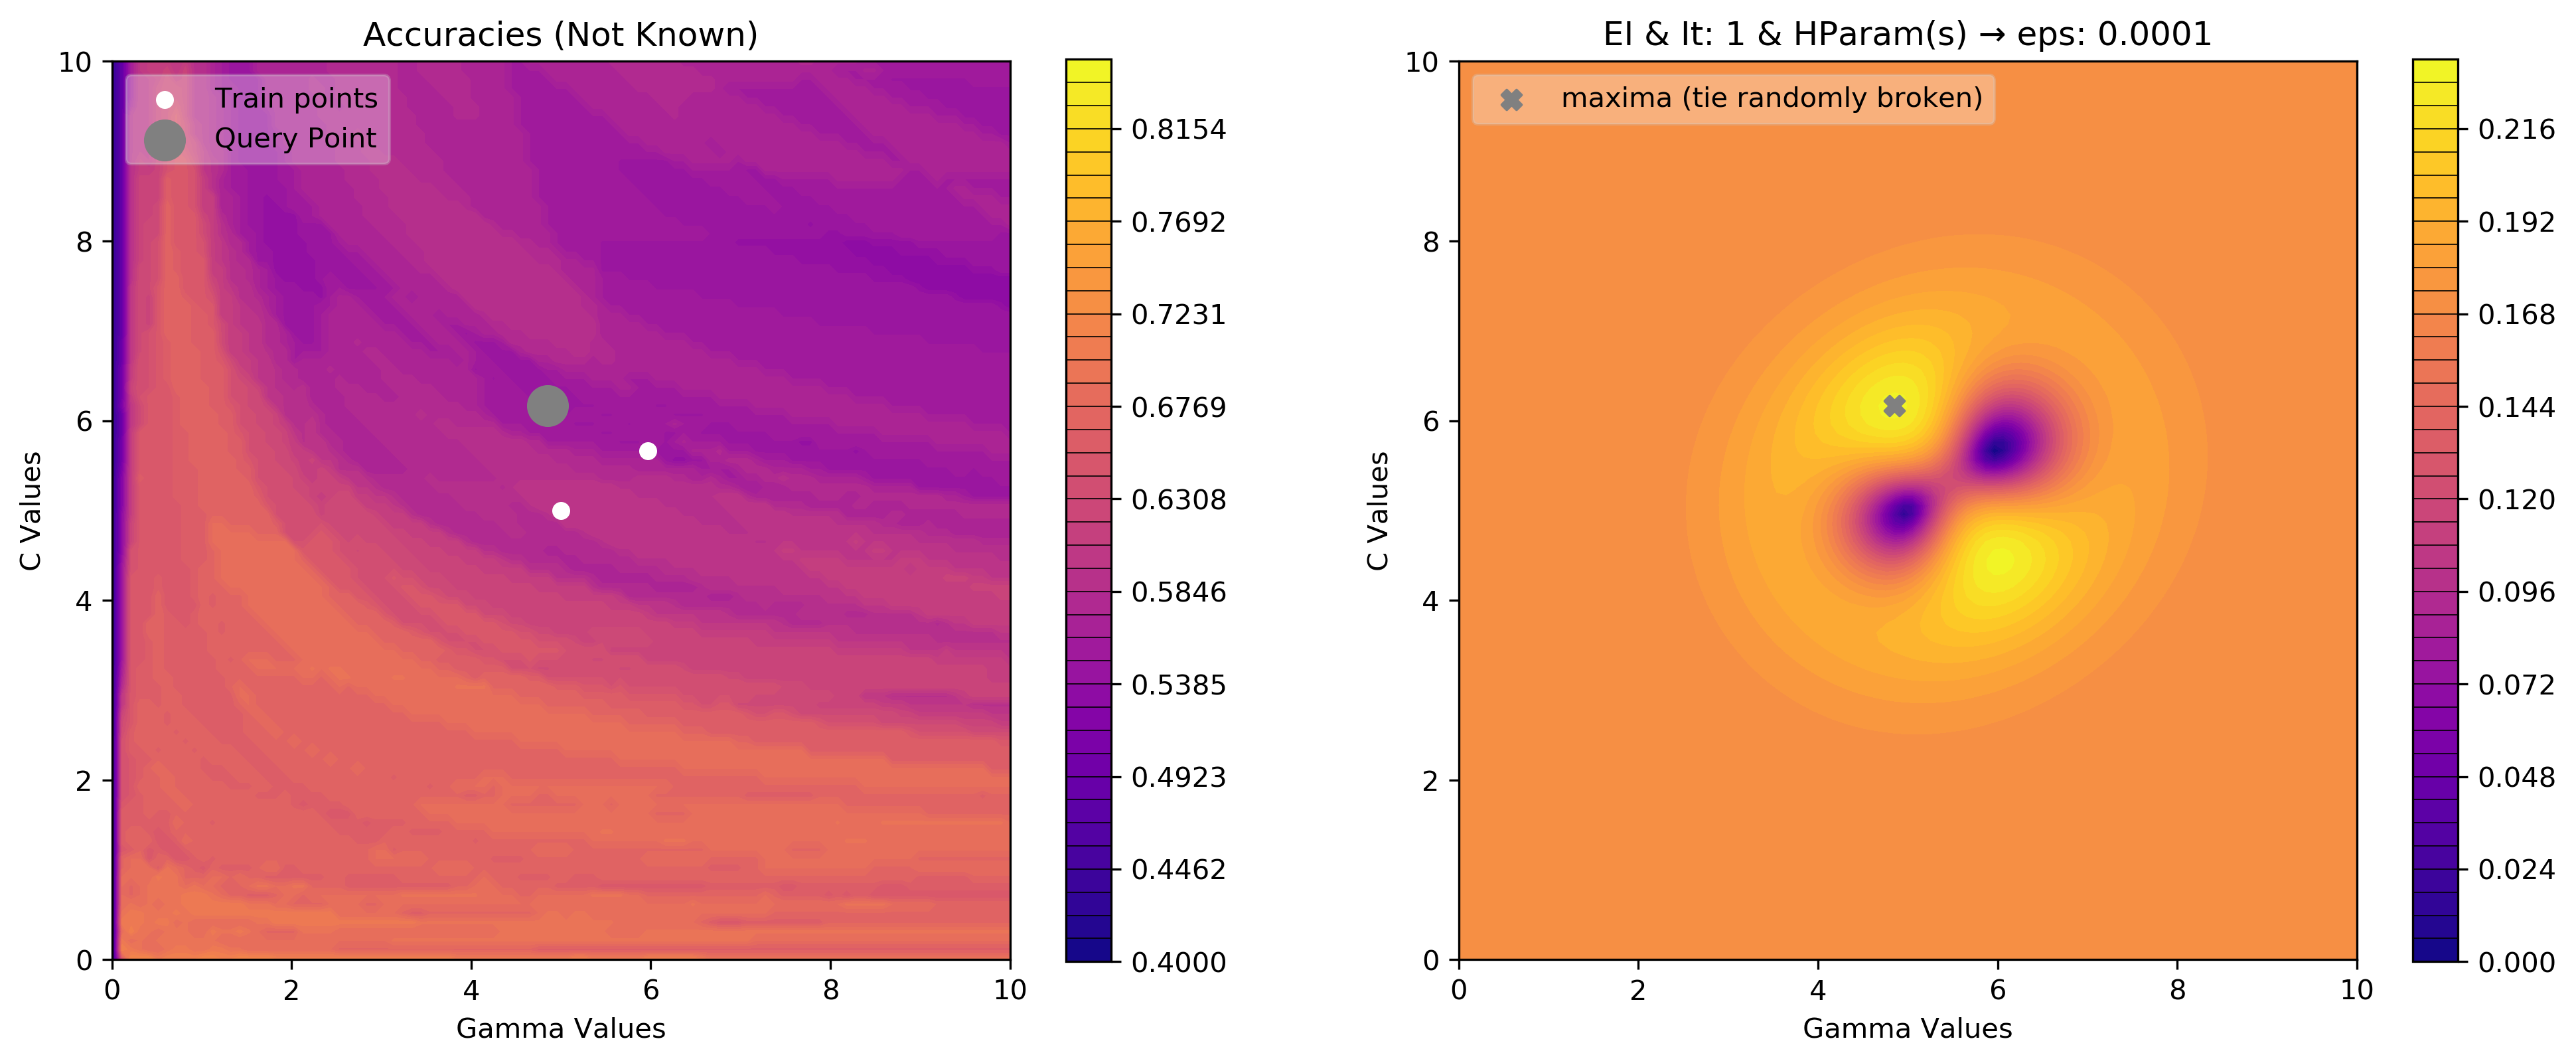 Accuracies (Not Known)
Train points
Query Point
10
8
6
4
2
0
C Values
0 2 4 6 8 10
Gamma Values
0.8154
0.7692
0.7231
0.6769
0.6308
0.5846
0.5385
0.4923
0.4462
0.4000
EI & It: 1 & HParam(s) → eps: 0.0001
maxima (tie randomly broken)
10
8
6
4
2
0
C Values
0 2 4 6 8 10
Gamma Values
0.216
0.192
0.168
0.144
0.120
0.096
0.072
0.048
0.024
0.000